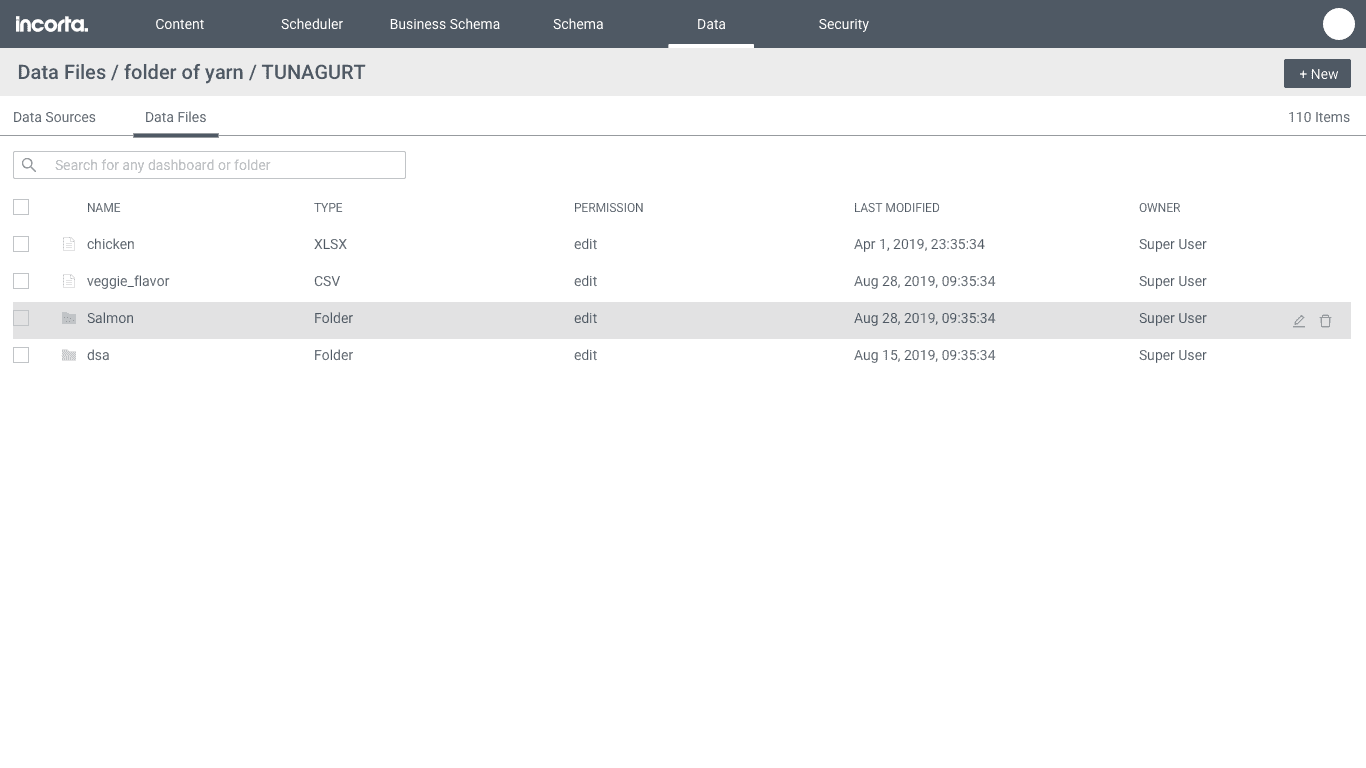 incorta. Content Scheduler Business Schema Schema Data Security
Data Files / folder of yarn / TUNAGURT + New
Data Sources Data Files 110 Items
Search for any dashboard or folder
NAME TYPE PERMISSION LAST MODIFIED OWNER
chicken XLSX edit Apr 1, 2019, 23:35:34 Super User
veggie_flavor CSV edit Aug 28, 2019, 09:35:34 Super User
Salmon Folder edit Aug 28, 2019, 09:35:34 Super User
dsa Folder edit Aug 15, 2019, 09:35:34 Super User